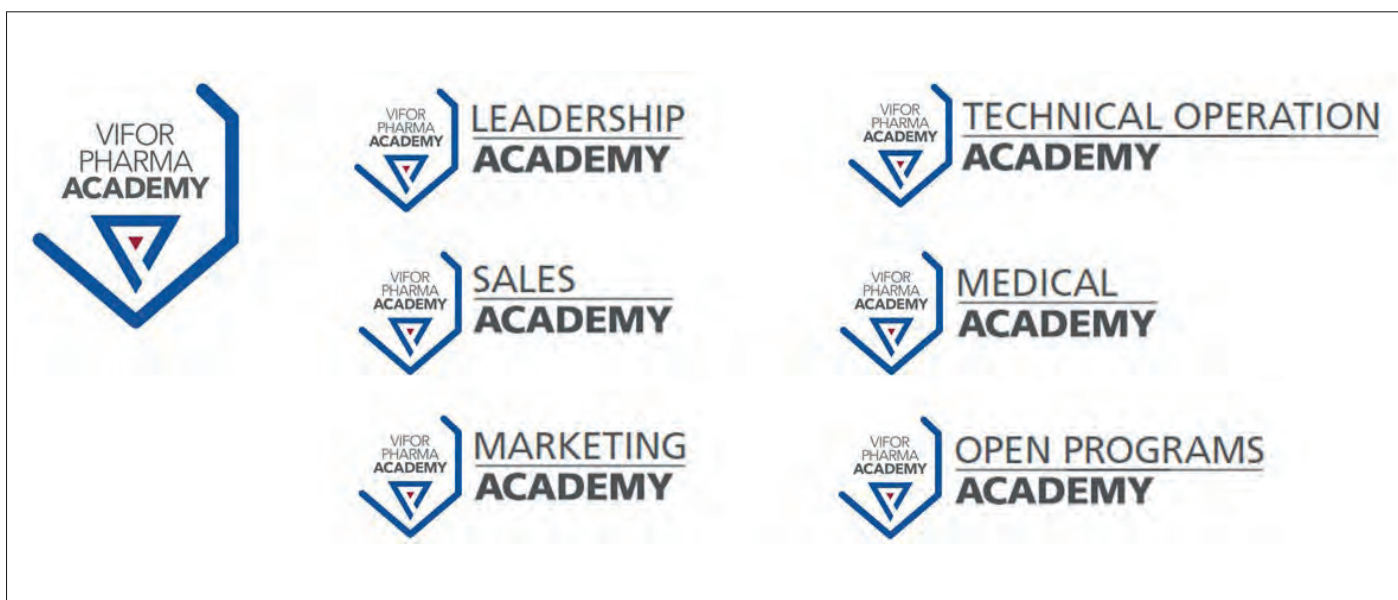 VIFOR
PHARMA
ACADEMY
VIFOR
PHARMA
ACADEMY
LEADERSHIP
ACADEMY
VIFOR
PHARMA
ACADEMY
TECHNICAL OPERATION
ACADEMY
VIFOR
PHARMA
ACADEMY
SALES
ACADEMY
VIFOR
PHARMA
ACADEMY
MEDICAL
ACADEMY
VIFOR
PHARMA
ACADEMY
MARKETING
ACADEMY
VIFOR
PHARMA
ACADEMY
OPEN PROGRAMS
ACADEMY